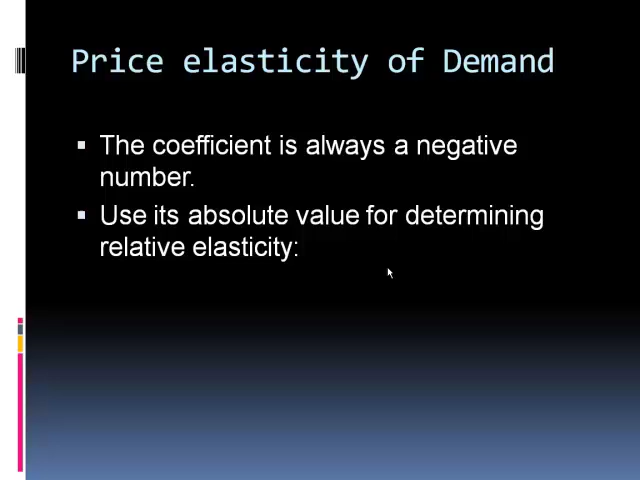 Price elasticity of Demand
The coefficient is always a negative
number.
Use its absolute value for determining
relative elasticity: